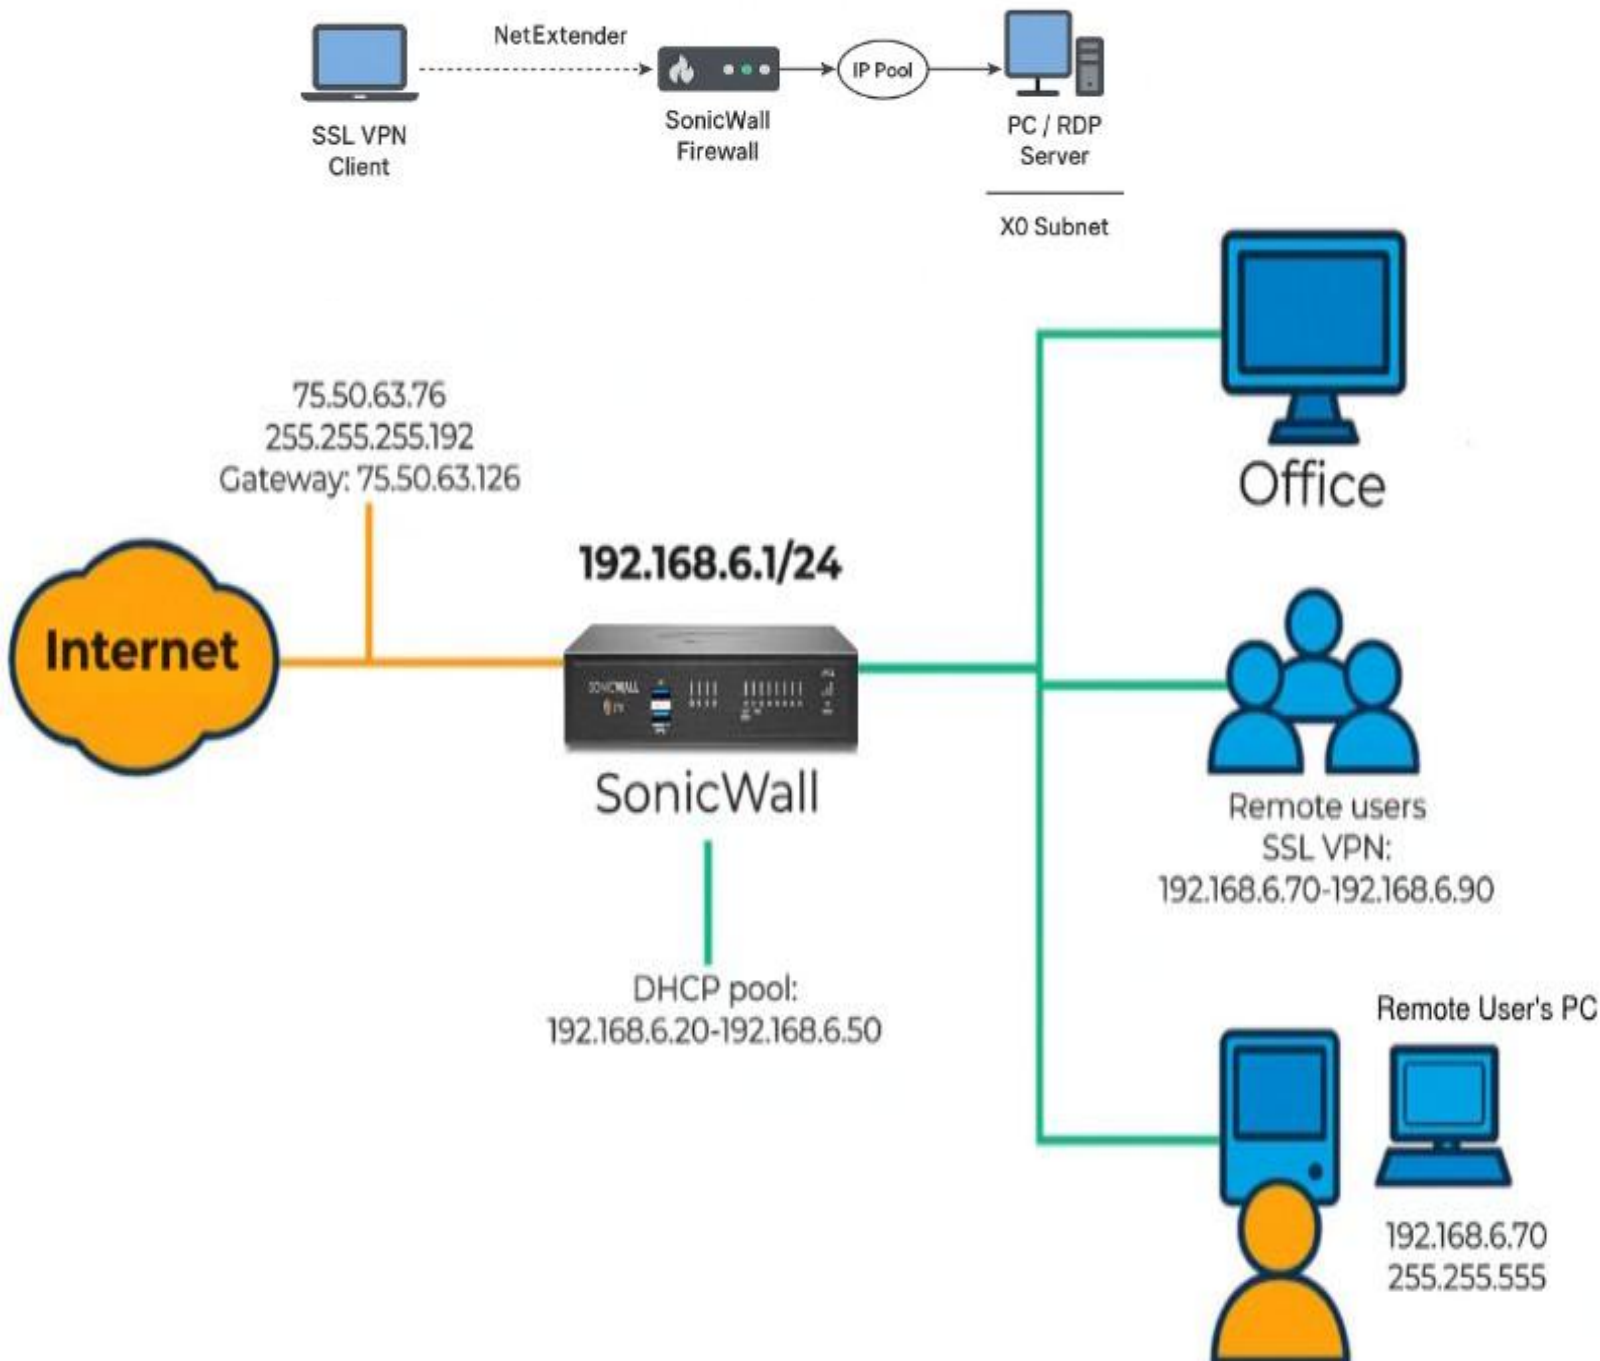 NetExtender
IP Pool
SSL VPN
Client
SonicWall
Firewall
PC / RDP
Server
X0 Subnet
75.50.63.76
255.255.255.192
Gateway: 75.50.63.126
Office
192.168.6.1/24
Internet
SONICWALL
SonicWall
Remote users
SSL VPN:
192.168.6.70-192.168.6.90
DHCP pool:
192.168.6.20-192.168.6.50
Remote User's PC
192.168.6.70
255.255.555